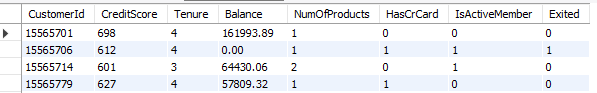 CustomerId CreditScore Tenure Balance NumOfProducts HasCrCard IsActiveMember Exited
15565701 698 4 161993.89 1 0 0 0
15565706 612 4 0.00 1 1 1 1
15565714 601 3 64430.06 2 0 1 0
15565779 627 4 57809.32 1 1 0 0